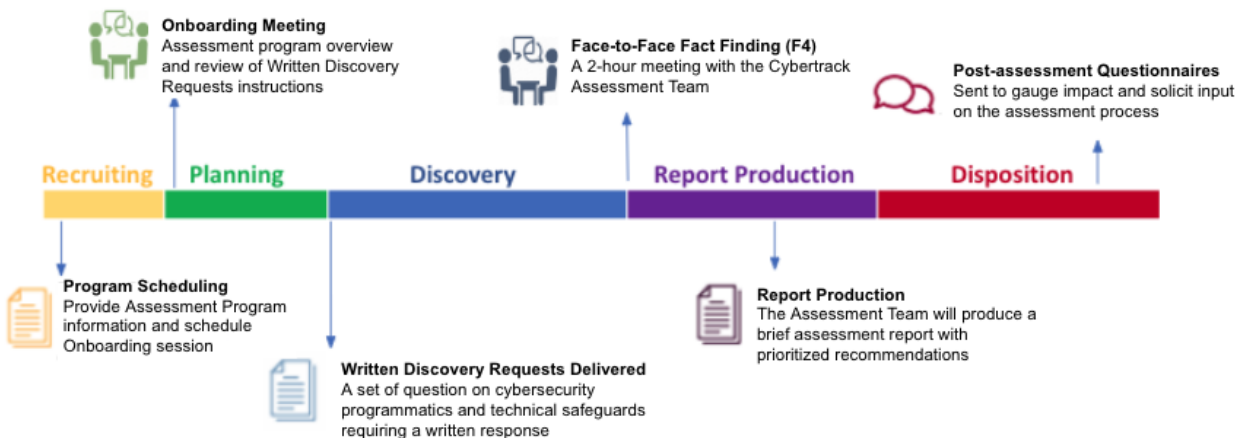 Onboarding Meeting
Assessment program overview
and review of Written Discovery
Requests instructions
Face-to-Face Fact Finding (F4)
A 2-hour meeting with the Cybertrack
Assessment Team
Post-assessment Questionnaires
Sent to gauge impact and solicit input
on the assessment process
Recruiting
Planning
Discovery
Report Production
Disposition
Program Scheduling
Provide Assessment Program
information and schedule
Onboarding session
Written Discovery Requests Delivered
A set of question on cybersecurity
programmatics and technical safeguards
requiring a written response
Report Production
The Assessment Team will produce a
brief assessment report with
prioritized recommendations